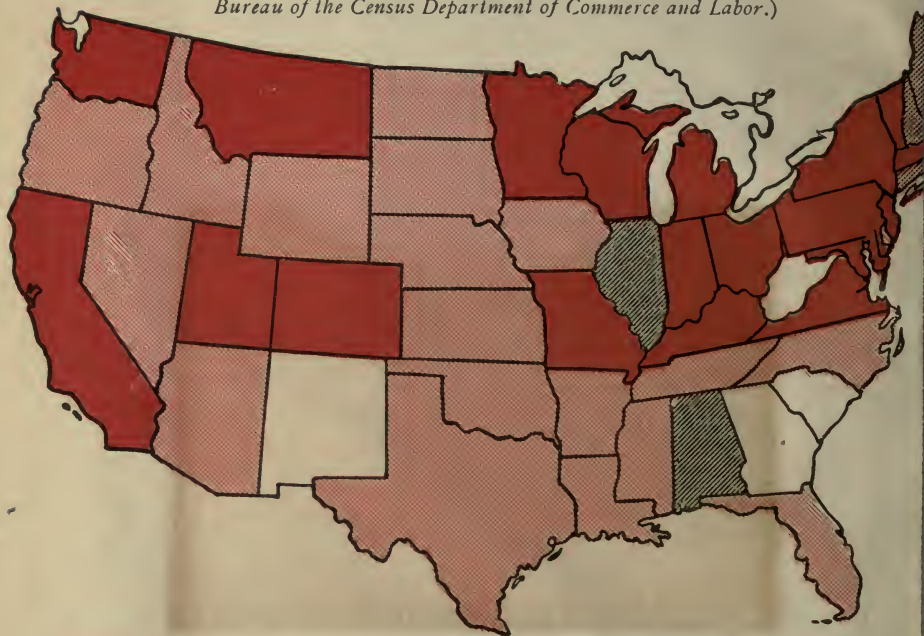 Bureau of the Census Department of Commerce and Labor.)